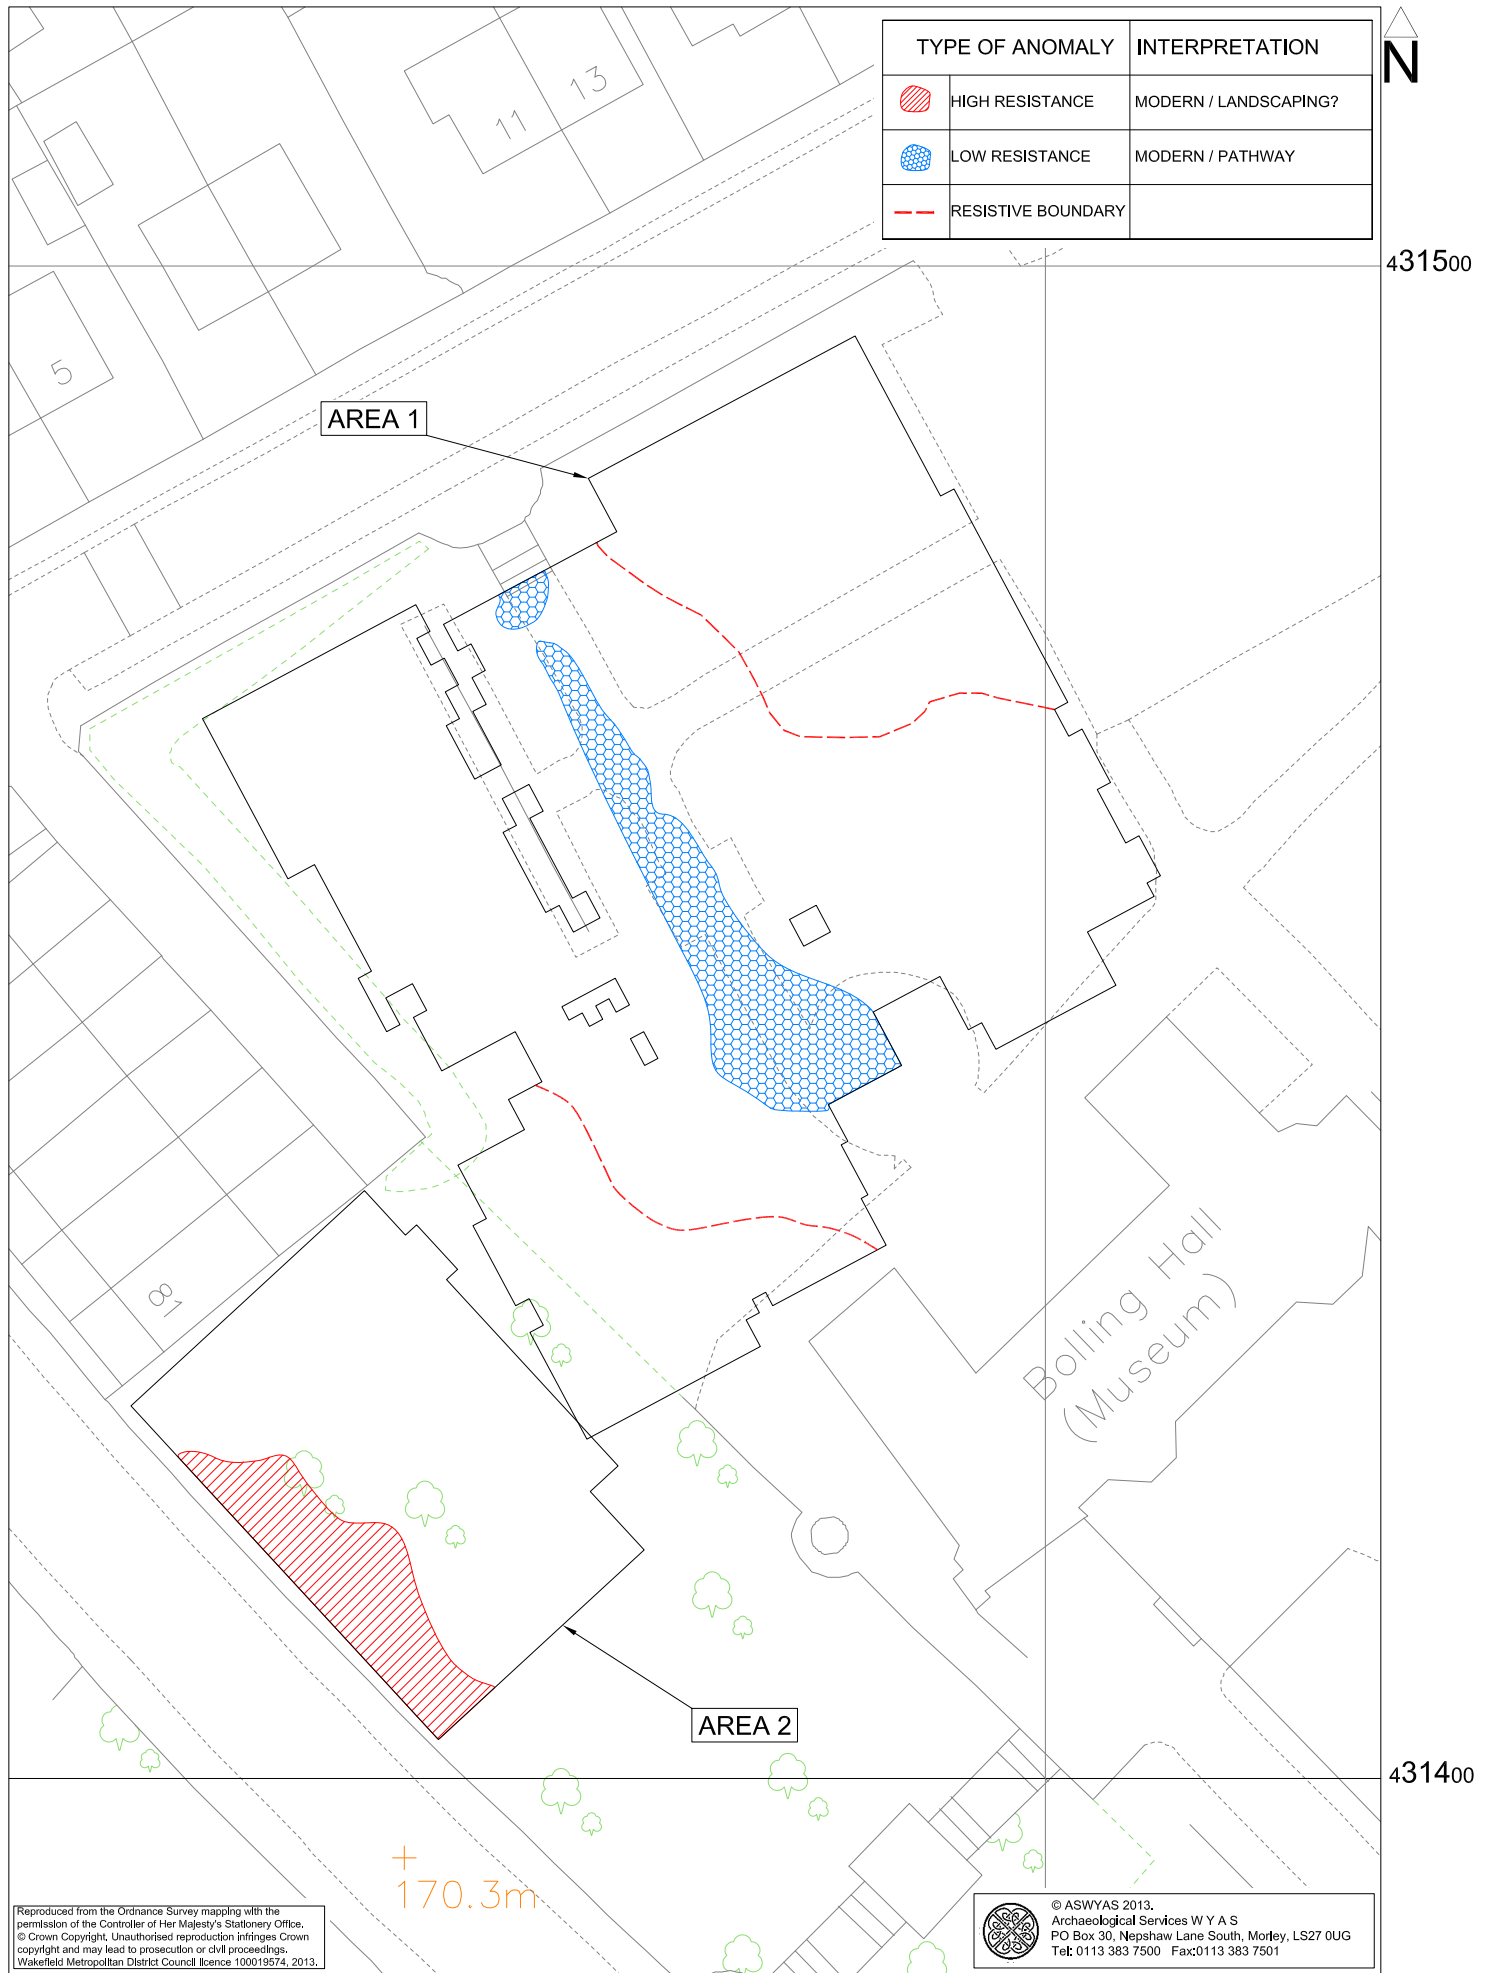 TYPE OF ANOMALY INTERPRETATION
HIGH RESISTANCE MODERN / LANDSCAPING?
LOW RESISTANCE MODERN / PATHWAY
RESISTIVE BOUNDARY
N
431500
11
13
5
AREA 1
18
Bolling Hall
(Museum)
AREA 2
431400
170.3m
Reproduced from the Ordnance Survey mapping with the
permission of the Controller of Her Majesty's Stationery Office.
© Crown Copyright. Unauthorised reproduction infringes Crown
copyright and may lead to prosecution or civil proceedings.
Wakefield Metropolitan District Council licence 100019574, 2013.
© ASWYAS 2013.
Archaeological Services W Y A S
PO Box 30, Nepshaw Lane South, Morley, LS27 0UG
Tel: 0113 383 7500 Fax:0113 383 7501